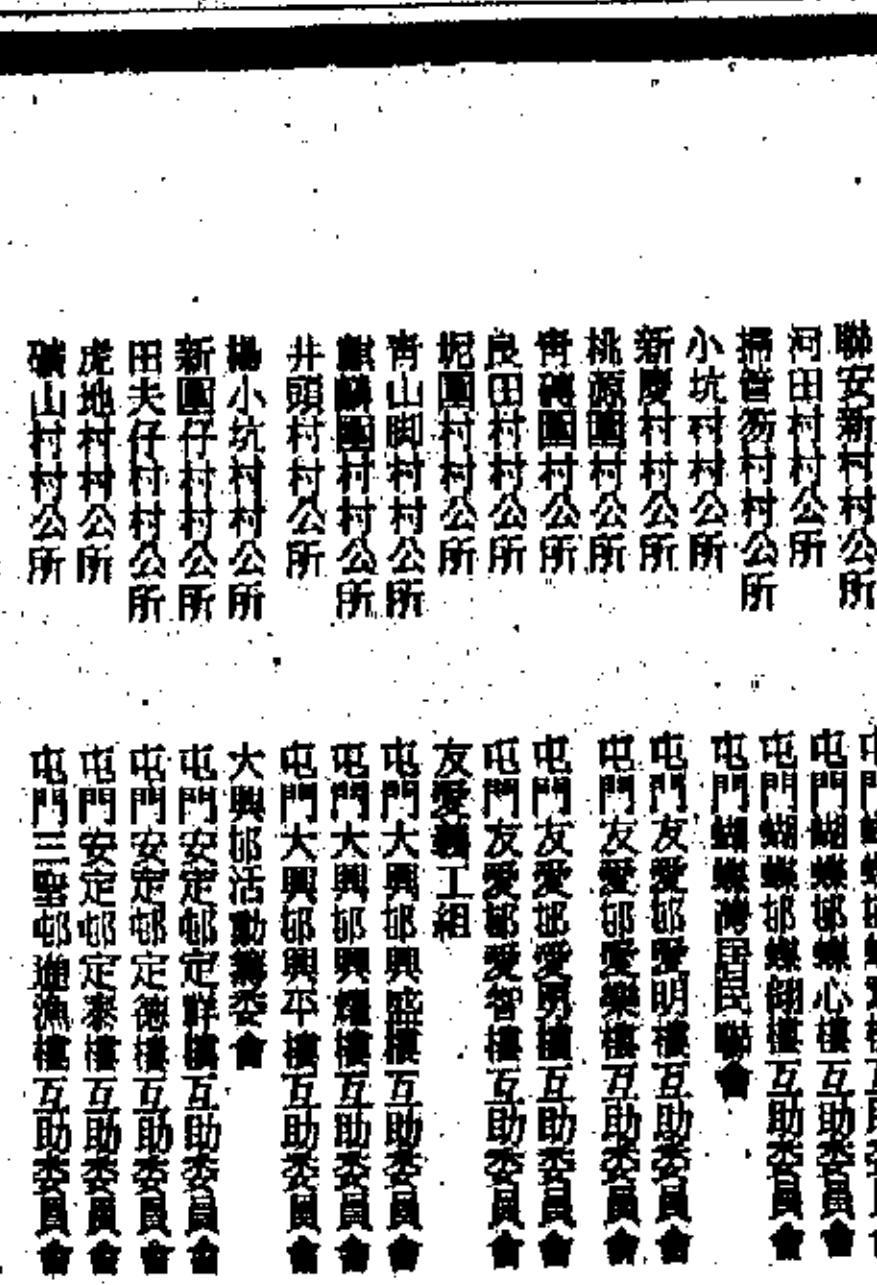 聯安新村村公所
河田村村公所
掃管笏村村公所
小坑村村公所
新慶村村公所
桃源圍村公所
青磚圍村公所
良田村村公所
坭圍村村公所
青山脚村村公所
麒麟圍村村公所
井頭村村公所
楊小坑村村公所
新圍仔村村公所
田夫仔村村公所
虎地村村公所
礦山村村公所
屯門蝴蝶邨蝶心樓互助委員會
屯門蝴蝶邨蝶翎樓互助委員會
屯門蝴蝶灣居民聯會
屯門友愛邨愛明樓互助委員會
屯門友愛邨愛樂樓互助委員會
屯門友愛邨愛勇樓互助委員會
屯門友愛邨愛智樓互助委員會
友愛義工組
屯門大興邨興盛樓互助委員會
屯門大興邨興耀樓互助委員會
屯門大興邨興平樓互助委員會
大興邨活動籌委會
屯門安定邨定祥樓互助委員會
屯門安定邨定德樓互助委員會
屯門安定邨定泰樓互助委員會
屯門三聖邨進漁樓互助委員會